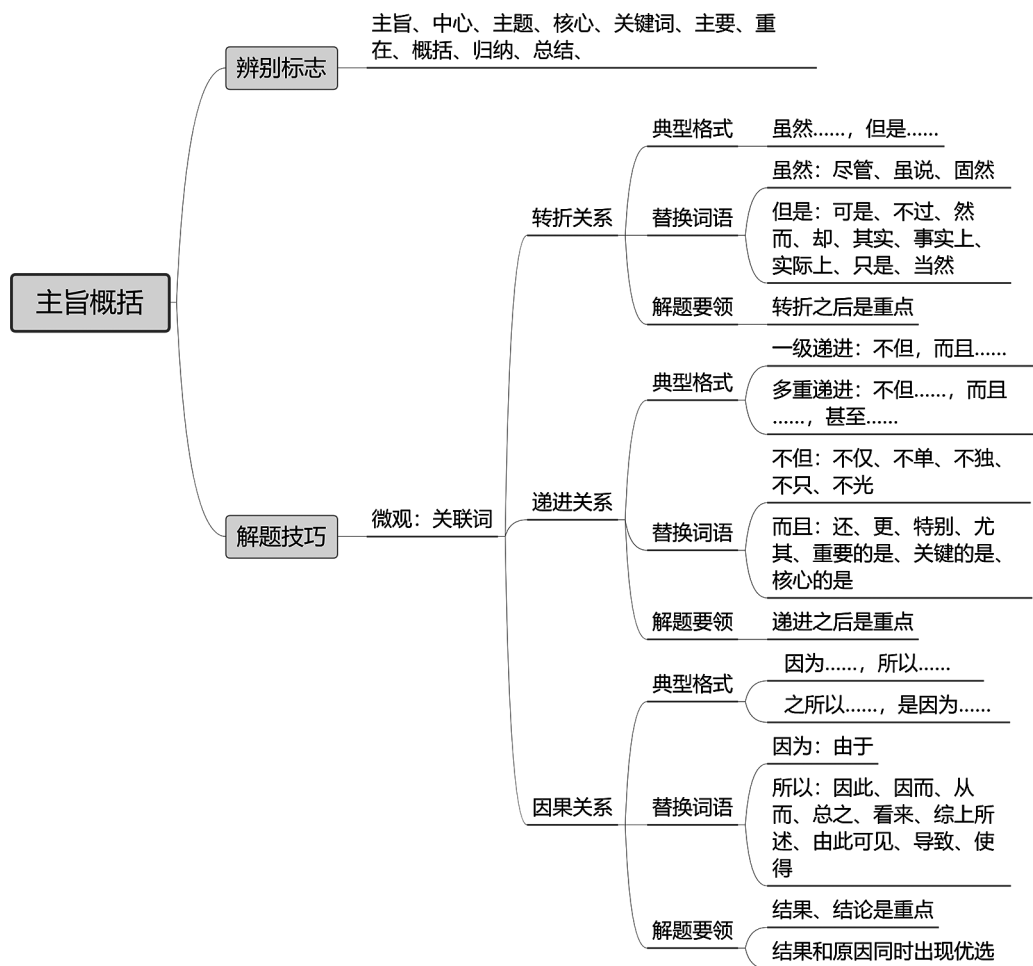 主旨概括
辨别标志
主旨、中心、主题、核心、关键词、主要、重
在、概括、归纳、总结、
解题技巧
微观：关联词
转折关系
典型格式
虽然……，但是……
替换词语
虽然：尽管、虽说、固然
但是：可是、不过、然
而、却、其实、事实上、
实际上、只是、当然
解题要领
转折之后是重点
递进关系
典型格式
一级递进：不但，而且……
多重递进：不但……，而且
……，甚至……
替换词语
不但：不仅、不单、不独、
不只、不光
而且：还、更、特别、尤
其、重要的是、关键的是、
核心的是
解题要领
递进之后是重点
因果关系
典型格式
因为……，所以……
之所以……，是因为……
替换词语
因为：由于
所以：因此、因而、从
而、总之、看来、综上所
述、由此可见、导致、使
得
解题要领
结果、结论是重点
结果和原因同时出现优选